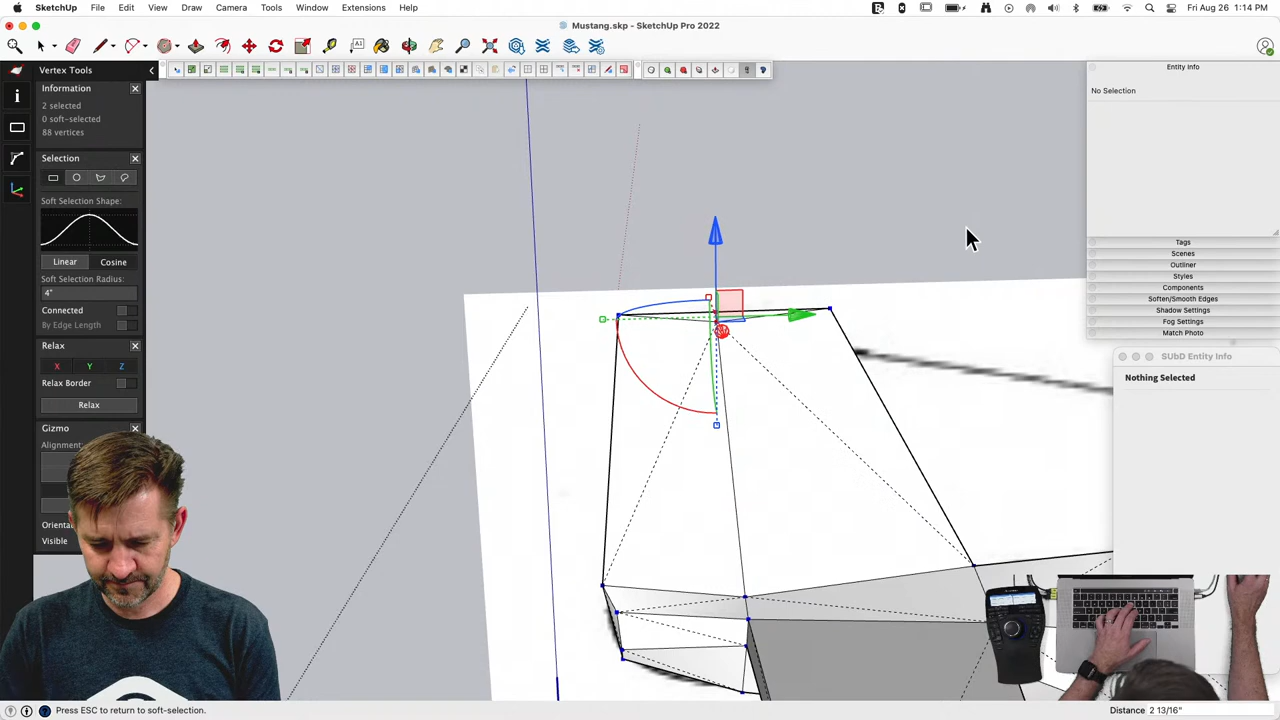 SketchUp File Edit View Draw Camera Tools Window Extensions Help
Fri Aug 26 1:14 PM
Mustang.skp - SketchUp Pro 2022
Vertex Tools
Information
2 selected
0 soft-selected
88 vertices
Selection
Soft Selection Shape:
Linear Cosine
Soft Selection Radius:
4"
Connected
By Edge Length
Relax
X Y Z
Relax Border
Relax
Gizmo
Alignment:
Visible
Entity Info
No Selection
Tags
Scenes
Outliner
Styles
Components
Soften/Smooth Edges
Shadow Settings
Fog Settings
Match Photo
SUbD Entity Info
Nothing Selected
Press ESC to return to soft-selection.
Distance 2 13/16"